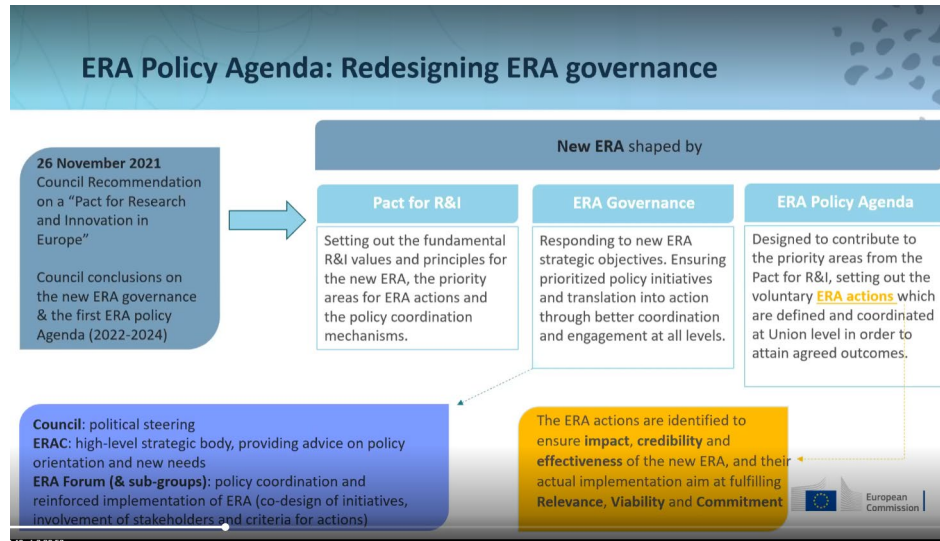 ERA Policy Agenda: Redesigning ERA governance
26 November 2021
Council Recommendation
on a “Pact for Research
and Innovation in
Europe”
Council conclusions on
the new ERA governance
& the first ERA policy
Agenda (2022-2024)
New ERA shaped by
Pact for R&I
Setting out the fundamental
R&I values and principles for
the new ERA, the priority
areas for ERA actions and
the policy coordination
mechanisms.
ERA Governance
Responding to new ERA
strategic objectives. Ensuring
prioritized policy initiatives
and translation into action
through better coordination
and engagement at all levels.
ERA Policy Agenda
Designed to contribute to
the priority areas from the
Pact for R&I, setting out the
voluntary ERA actions which
are defined and coordinated
at Union level in order to
attain agreed outcomes.
Council: political steering
ERAC: high-level strategic body, providing advice on policy
orientation and new needs
ERA Forum (& sub-groups): policy coordination and
reinforced implementation of ERA (co-design of initiatives,
involvement of stakeholders and criteria for actions)
The ERA actions are identified to
ensure impact, credibility and
effectiveness of the new ERA, and their
actual implementation aim at fulfilling
Relevance, Viability and Commitment
European
Commission